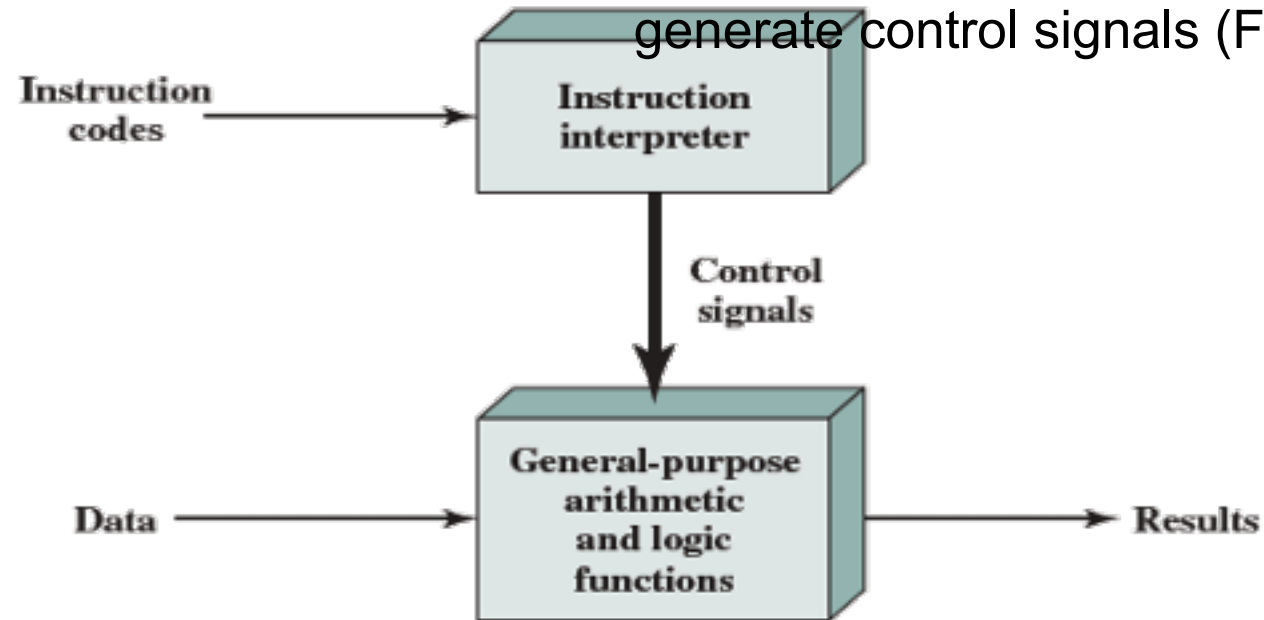 generate control signals (F
Instruction
codes
Instruction
interpreter
Control
signals
General-purpose
arithmetic
and logic
functions
Data
Results